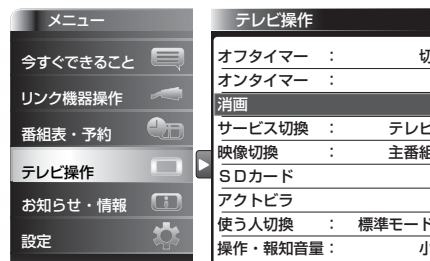 メニュー
今すぐできること
リンク機器操作
番組表・予約
テレビ操作
お知らせ・情報
設定
テレビ操作
オフタイマー : 切
オンタイマー :
消画
サービス切換 : テレビ
映像切換 : 主番組
SDカード
アクトビラ
使う人切換 : 標準モード
操作・報知音量 : 小